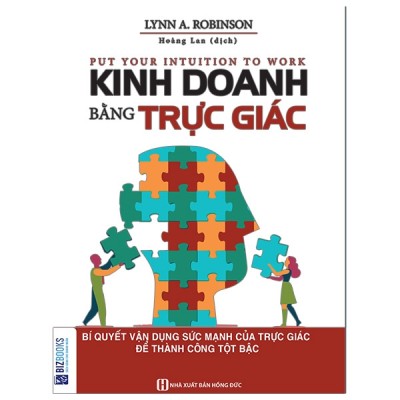 LYNN A. ROBINSON
Hoàng Lan (dịch)
PUT YOUR INTUITION TO WORK
KINH DOANH
BẰNG TRỰC GIÁC
BÍ QUYẾT VẬN DỤNG SỨC MẠNH CỦA TRỰC GIÁC
ĐỂ THÀNH CÔNG TỘT BẬC
BIZBOOKS
NHÀ XUẤT BẢN HỒNG ĐỨC